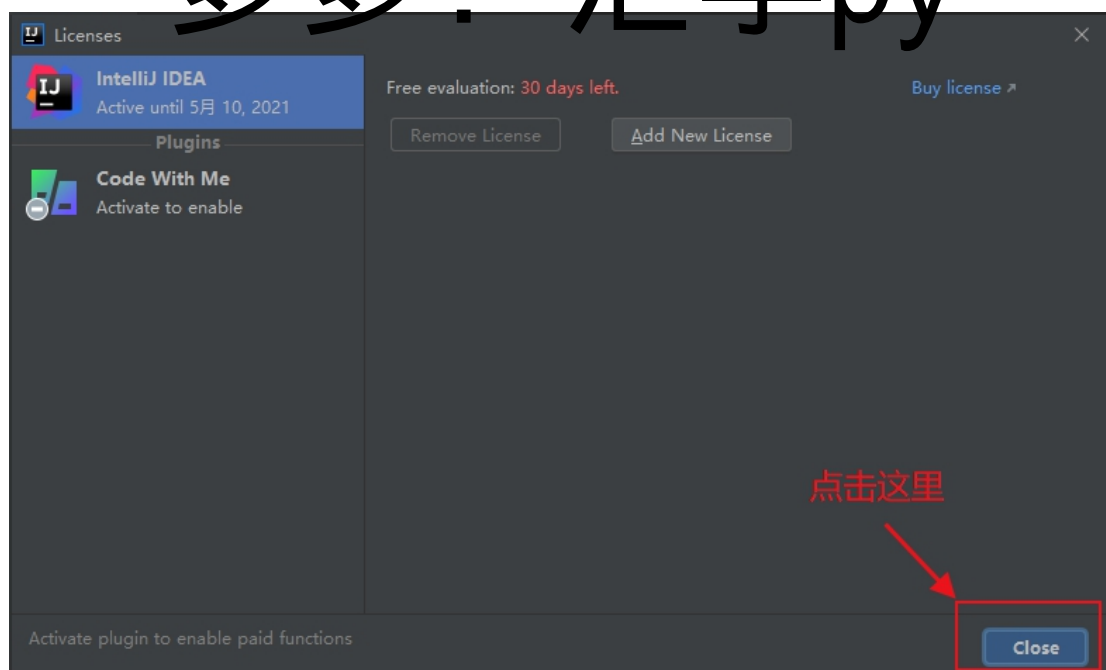 Licenses
IntelliJ IDEA
Active until 5月 10, 2021
Plugins
Code With Me
Activate to enable
Free evaluation: 30 days left.
Buy license
Remove License
Add New License
点击这里
Activate plugin to enable paid functions
Close